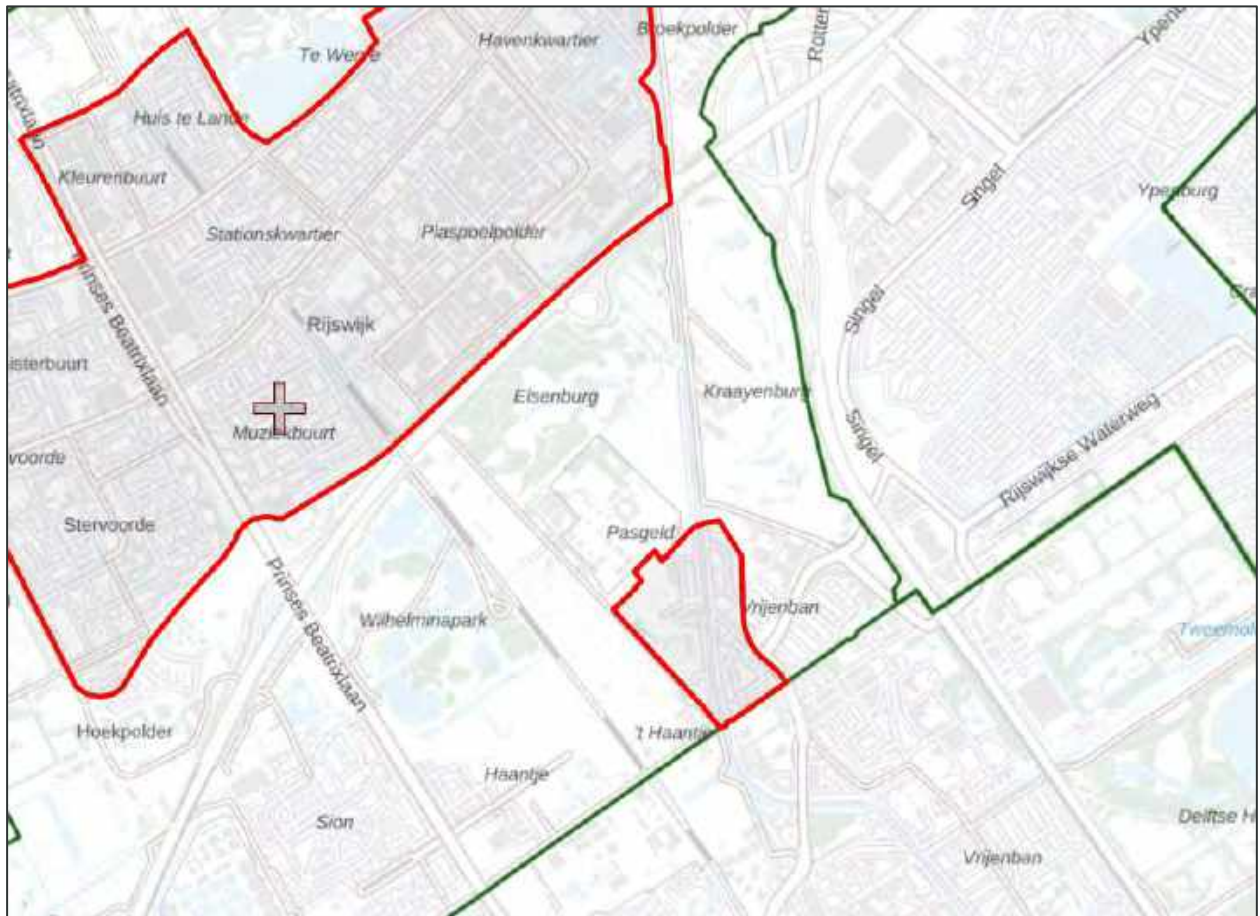 Broekpolder
Havenkwartier
Te Werve
Huis te Lande
Kleurenbuurt
Singel
Ypenburg
Stationskwartier
Plaspoelpolder
Prinses Beatrixlaan
Rijswijk
Singel
isterbuurt
Elsenburg
Kraayenburg
Muziekbuurt
Singel
Rijswijkse Waterweg
voorde
Stervoorde
Pasgeld
Prinses Beatrixlaan
Wilhelminapark
Vrijenban
Hoekpolder
't Haantje
Haantje
Sion
Delftse H
Vrijenban